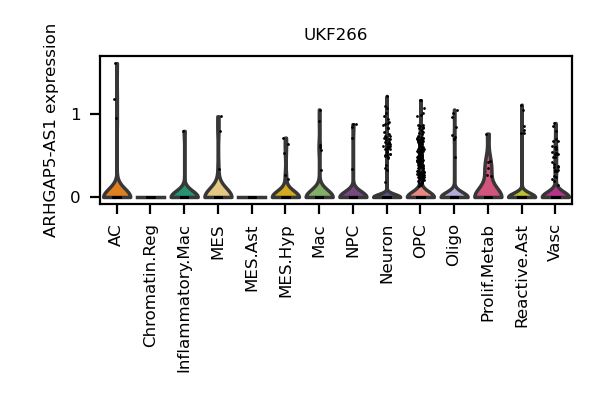 UKF266
ARHGAP5-AS1 expression
1
0
AC
Chromatin.Reg
Inflammatory.Mac
MES
MES.Ast
MES.Hyp
Mac
NPC
Neuron
OPC
Oligo
Prolif.Metab
Reactive.Ast
Vasc